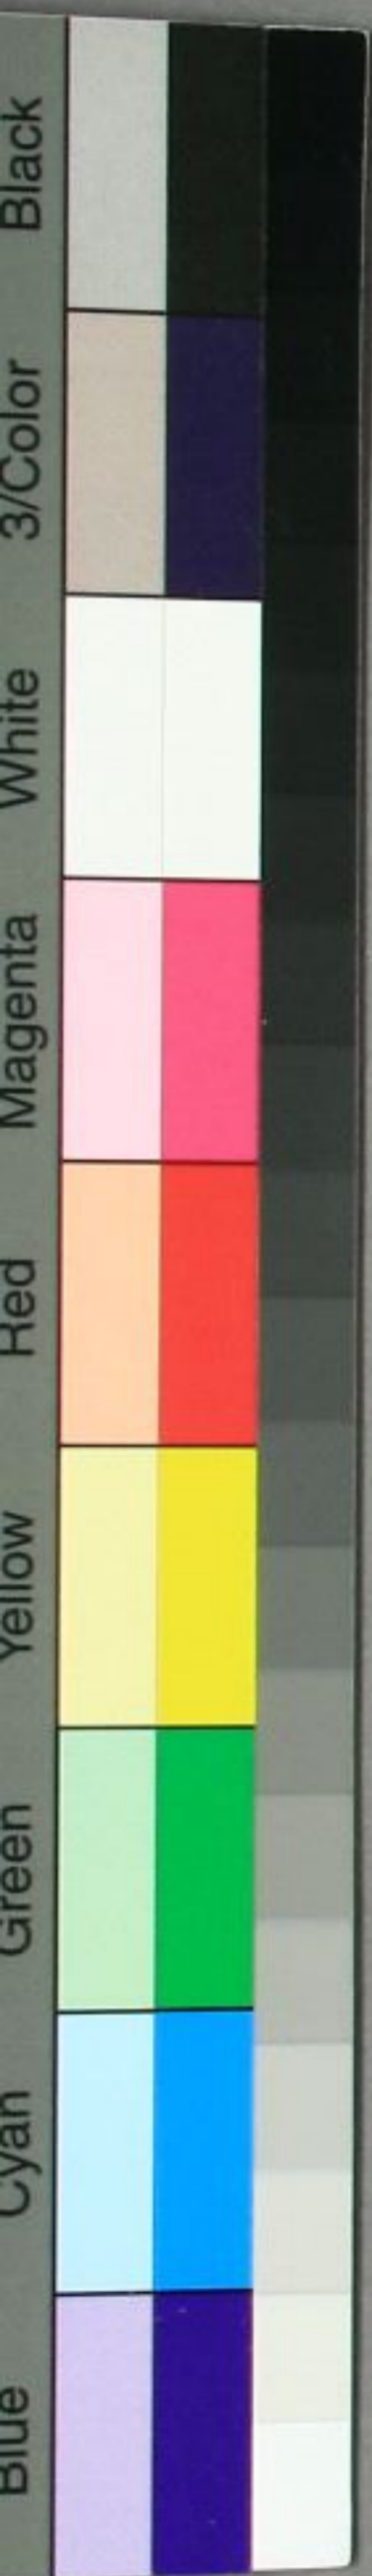 Blue
Cyan
Green
Yellow
Red
Magenta
White
3/Color
Black